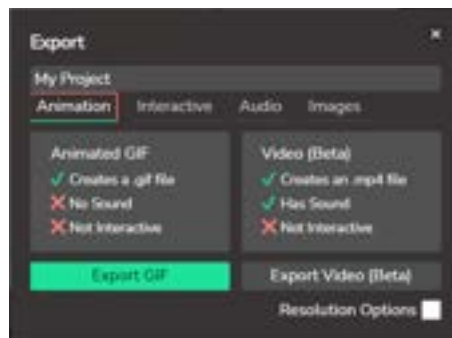 Export
×
My Project
Animation Interactive Audio Images
Animated GIF
Creates a .gif file
No Sound
Not Interactive
Video (Beta)
Creates an .mp4 file
Has Sound
Not Interactive
Export GIF
Export Video (Beta)
Resolution Options